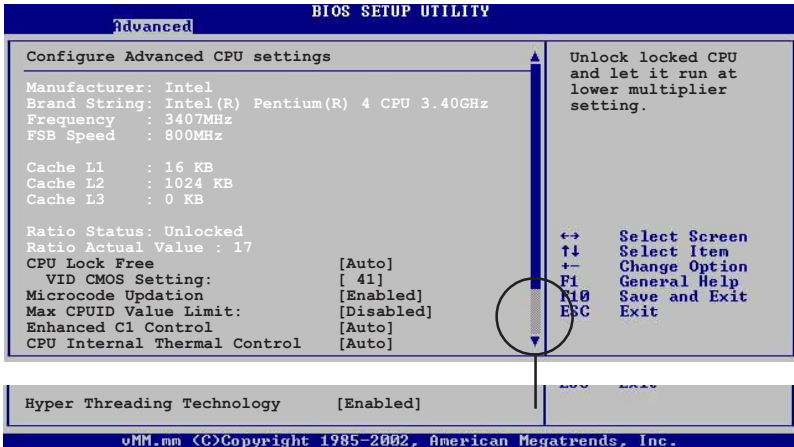 BIOS SETUP UTILITY
Advanced
Configure Advanced CPU settings
Manufacturer: Intel
Brand String: Intel(R) Pentium(R) 4 CPU 3.40GHz
Frequency : 3407MHz
FSB Speed : 800MHz
Cache L1 : 16 KB
Cache L2 : 1024 KB
Cache L3 : 0 KB
Ratio Status: Unlocked
Ratio Actual Value : 17
CPU Lock Free [Auto]
VID CMOS Setting: [ 41]
Microcode Updation [Enabled]
Max CPUID Value Limit: [Disabled]
Enhanced C1 Control [Auto]
CPU Internal Thermal Control [Auto]
Unlock locked CPU
and let it run at
lower multiplier
setting.
←→ Select Screen
↑↓ Select Item
+- Change Option
F1 General Help
F10 Save and Exit
ESC Exit
Hyper Threading Technology [Enabled]
vMM.mm (C)Copyright 1985-2002, American Megatrends, Inc.